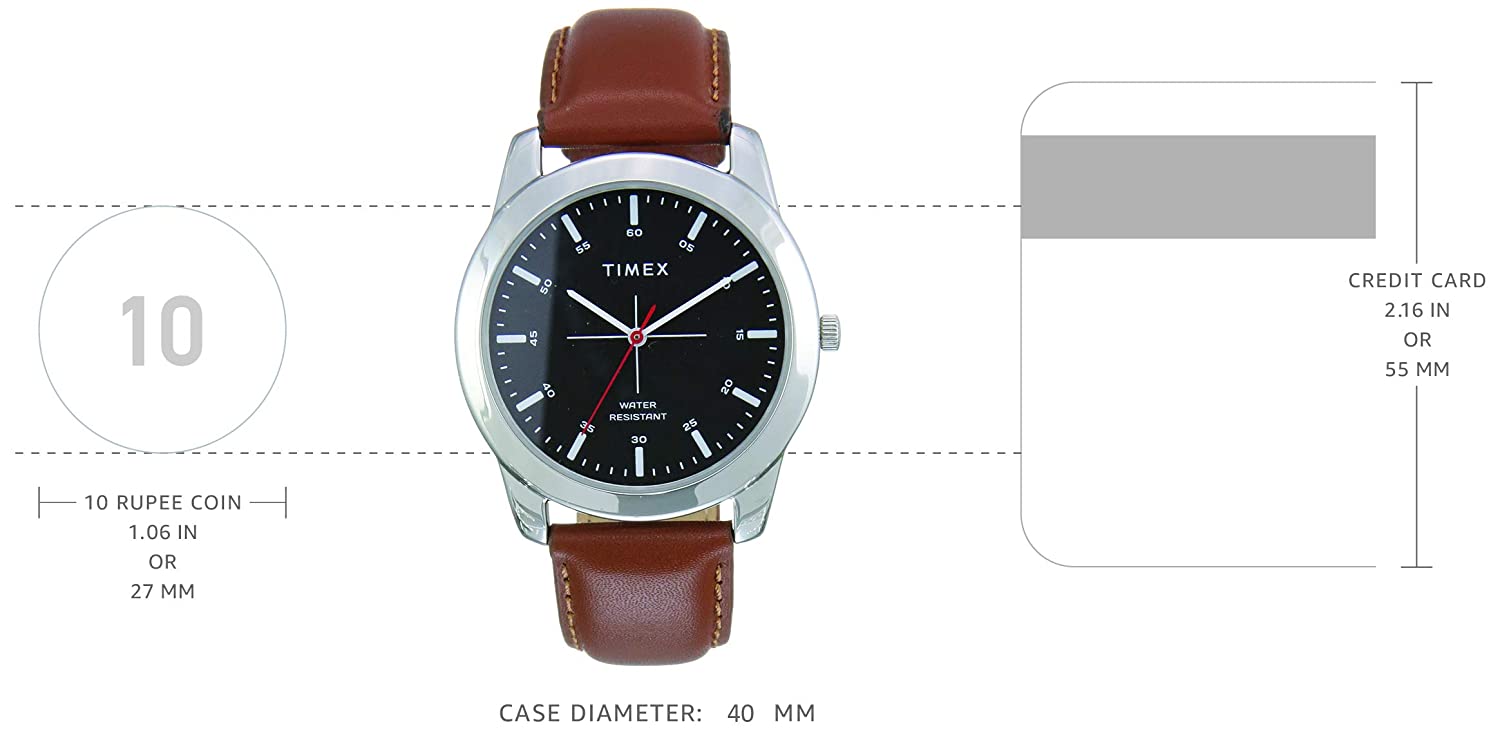 10
10 RUPEE COIN
1.06 IN
OR
27 MM
60
05
10
15
20
25
30
35
40
45
50
55
TIMEX
WATER
RESISTANT
CREDIT CARD
2.16 IN
OR
55 MM
CASE DIAMETER: 40 MM